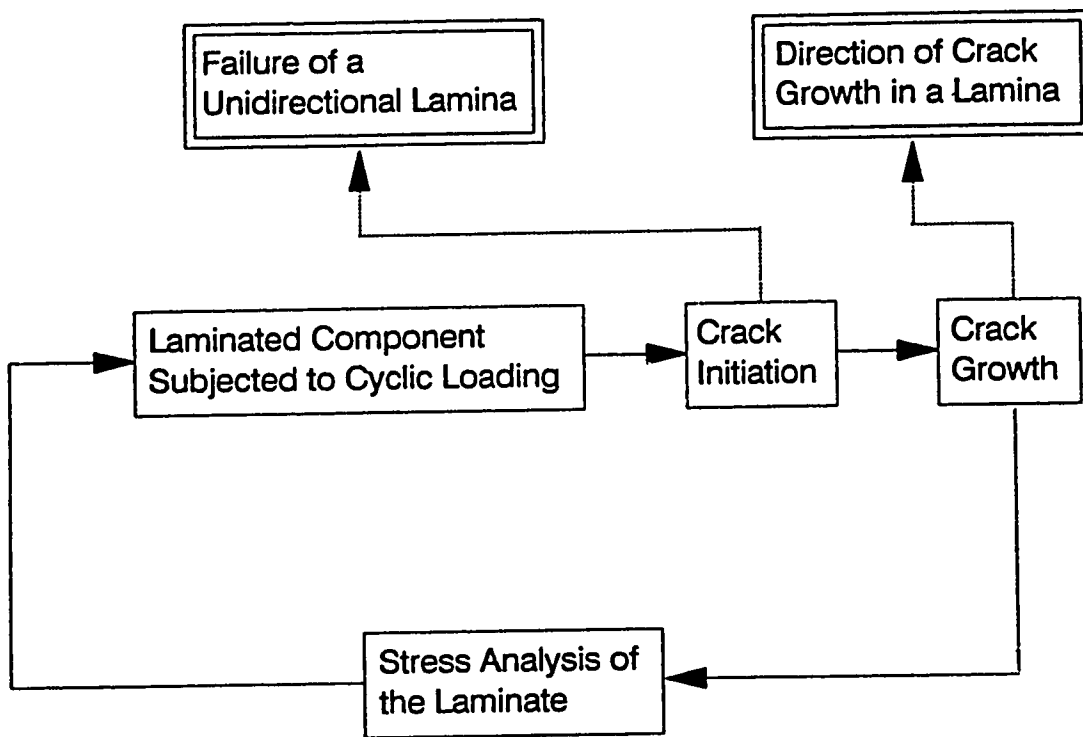 Failure of a
Unidirectional Lamina
Direction of Crack
Growth in a Lamina
Laminated Component
Subjected to Cyclic Loading
Crack
Initiation
Crack
Growth
Stress Analysis of
the Laminate